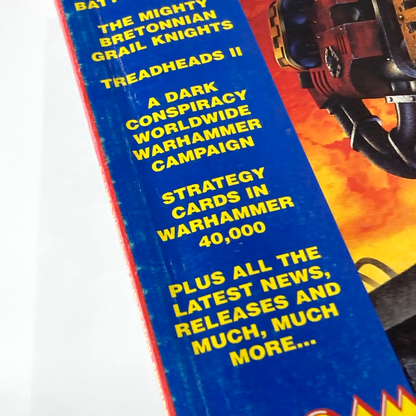 THE MIGHTY
BRETONNIAN
GRAIL KNIGHTS
TREADHEADS II
A DARK
CONSPIRACY
WORLDWIDE
WARHAMMER
CAMPAIGN
STRATEGY
CARDS IN
WARHAMMER
40,000
PLUS ALL THE
LATEST NEWS,
RELEASES AND
MUCH, MUCH
MORE...